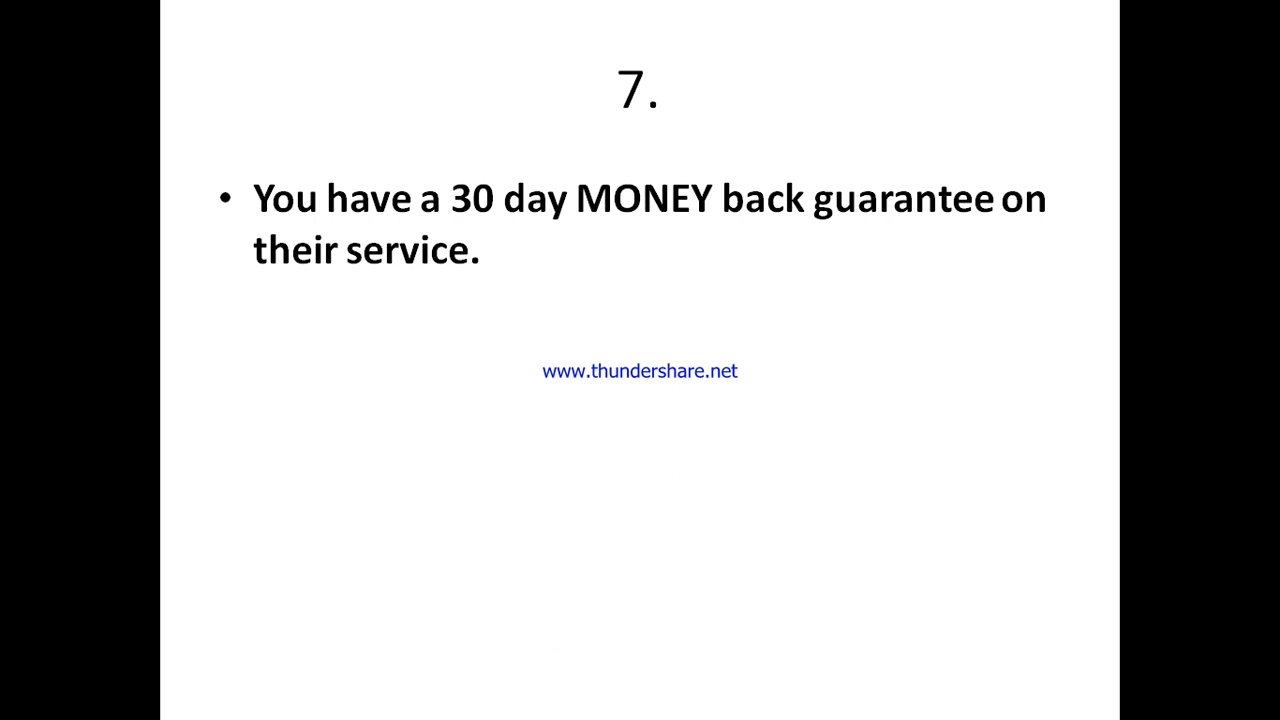 7.
• You have a 30 day MONEY back guarantee on
their service.
www.thundershare.net